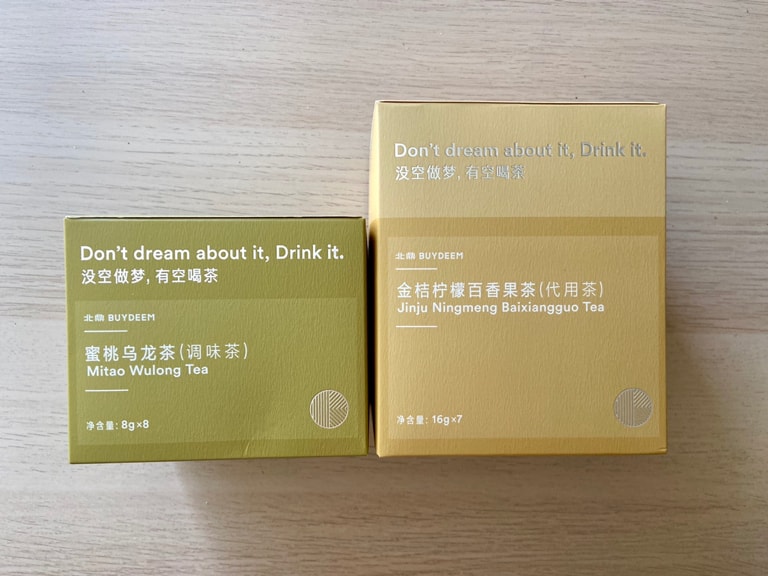 Don't dream about it, Drink it.
没空做梦, 有空喝茶
北鼎 BUYDEEM
蜜桃乌龙茶(调味茶)
Mitao Wulong Tea
净含量: 8g×8
Don't dream about it, Drink it.
没空做梦, 有空喝茶
北鼎 BUYDEEM
金桔柠檬百香果茶(代用茶)
Jinju Ningmeng Baixiangguo Tea
净含量: 16g×7